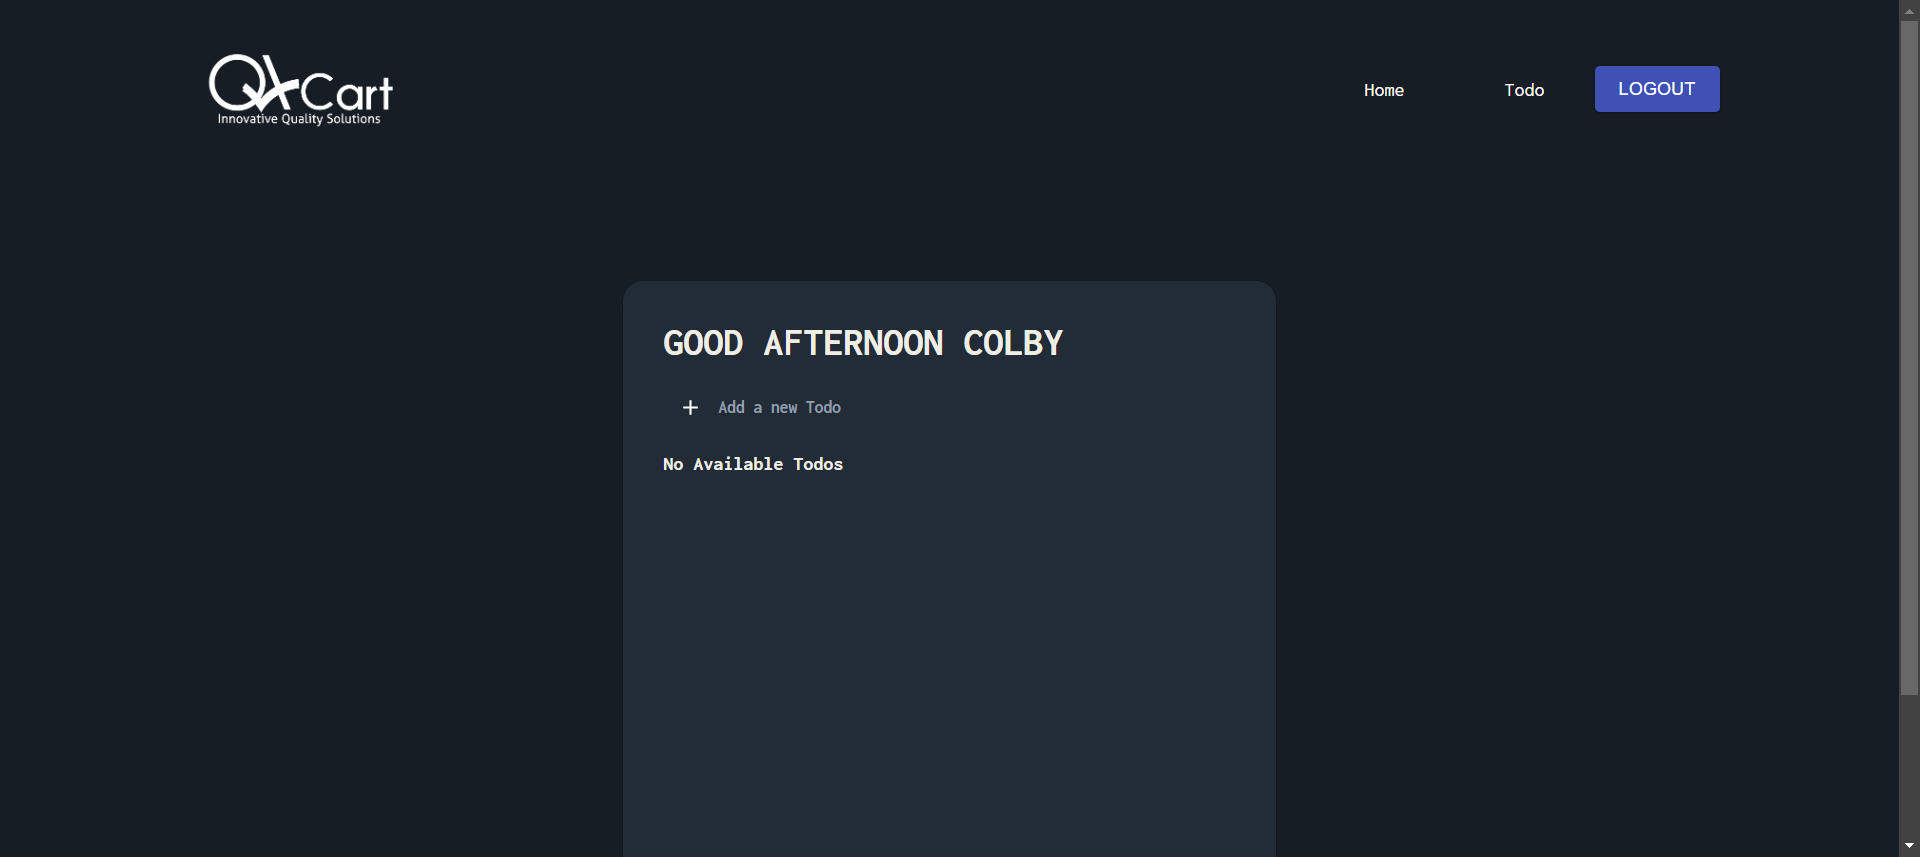 QACart
Innovative Quality Solutions
Home
Todo
LOGOUT
GOOD AFTERNOON COLBY
Add a new Todo
No Available Todos